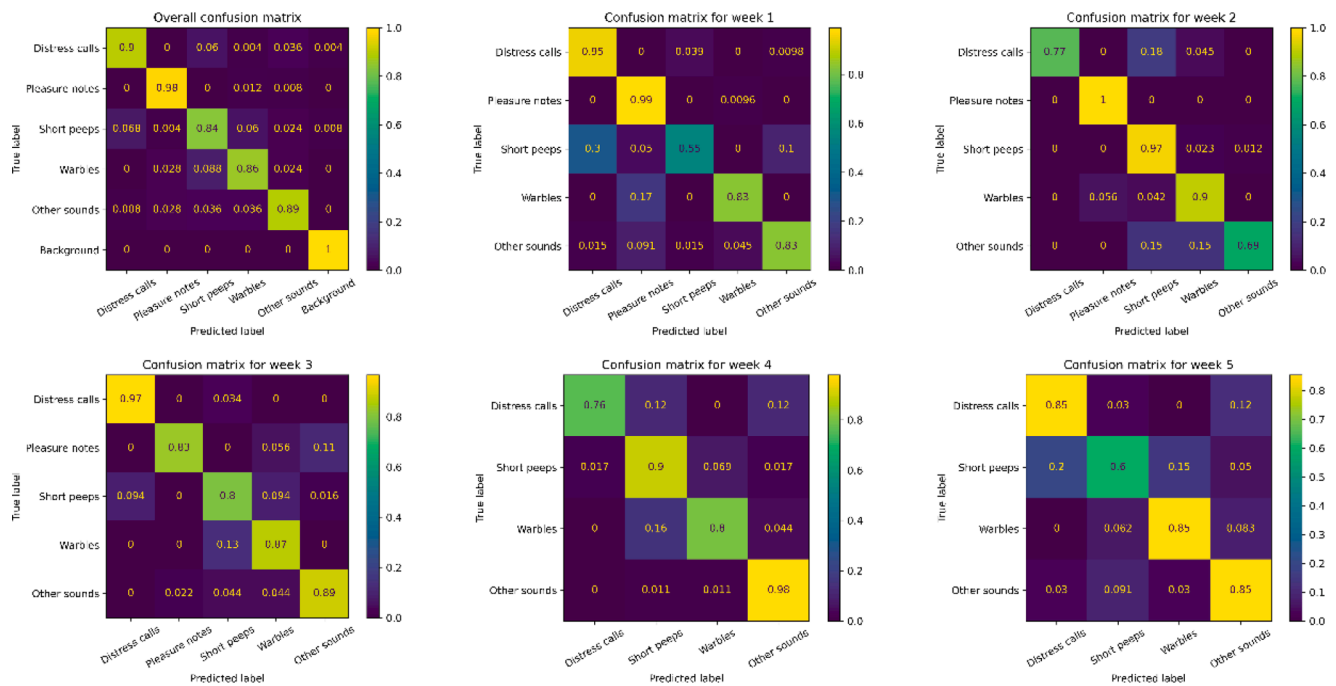 Overall confusion matrix
Distress calls 0.9 0 0.06 0.004 0.036 0.004
Pleasure notes 0 0.98 0 0.012 0.008 0
Short peeps 0.068 0.004 0.84 0.06 0.024 0.008
Warbles 0 0.028 0.088 0.86 0.024 0
Other sounds 0.008 0.028 0.036 0.036 0.89 0
Background 0 0 0 0 0 1
True label
Distress calls Pleasure notes Short peeps Warbles Other sounds Background
Predicted label
1.0
0.8
0.6
0.4
0.2
0.0
Confusion matrix for week 1
Distress calls 0.95 0 0.039 0 0.0098
Pleasure notes 0 0.99 0 0.0096 0
Short peeps 0.3 0.05 0.55 0 0.1
Warbles 0 0.17 0 0.83 0
Other sounds 0.015 0.091 0.015 0.045 0.83
True label
Distress calls Pleasure notes Short peeps Warbles Other sounds
Predicted label
0.8
0.6
0.4
0.2
0.0
Confusion matrix for week 2
Distress calls 0.77 0 0.18 0.045 0
Pleasure notes 0 1 0 0 0
Short peeps 0 0 0.97 0.023 0.012
Warbles 0 0.056 0.042 0.9 0
Other sounds 0 0 0.15 0.15 0.69
True label
Distress calls Pleasure notes Short peeps Warbles Other sounds
Predicted label
1.0
0.8
0.6
0.4
0.2
0.0
Confusion matrix for week 3
Distress calls 0.97 0 0.034 0 0
Pleasure notes 0 0.83 0 0.056 0.11
Short peeps 0.094 0 0.8 0.094 0.016
Warbles 0 0 0.13 0.87 0
Other sounds 0 0.022 0.044 0.044 0.89
True label
Distress calls Pleasure notes Short peeps Warbles Other sounds
Predicted label
0.8
0.6
0.4
0.2
0.0
Confusion matrix for week 4
Distress calls 0.76 0.12 0 0.12
Short peeps 0.017 0.9 0.069 0.017
Warbles 0 0.16 0.8 0.044
Other sounds 0 0.011 0.011 0.98
True label
Distress calls Short peeps Warbles Other sounds
Predicted label
0.8
0.6
0.4
0.2
0.0
Confusion matrix for week 5
Distress calls 0.85 0.03 0 0.12
Short peeps 0.2 0.6 0.15 0.05
Warbles 0 0.062 0.85 0.083
Other sounds 0.03 0.091 0.03 0.85
True label
Distress calls Short peeps Warbles Other sounds
Predicted label
0.8
0.7
0.6
0.5
0.4
0.3
0.2
0.1
0.0